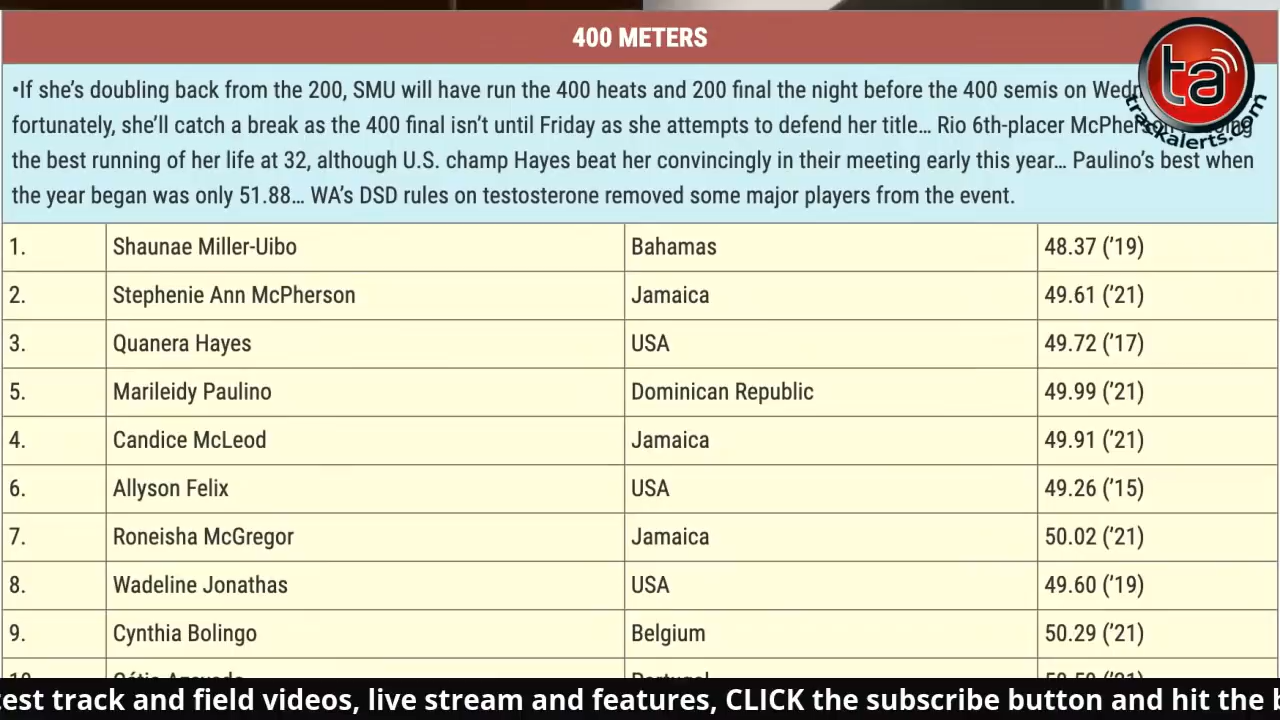 400 METERS
•If she's doubling back from the 200, SMU will have run the 400 heats and 200 final the night before the 400 semis on
fortunately, she'll catch a break as the 400 final isn't until Friday as she attempts to defend her title… Rio 6th-placer
the best running of her life at 32, although U.S. champ Hayes beat her convincingly in their meeting early this year… Paulino's best when
the year began was only 51.88… WA's DSD rules on testosterone removed some major players from the event.
ta
trackalerts.com
1. Shaunae Miller-Uibo Bahamas 48.37 ('19)
2. Stephenie Ann McPherson Jamaica 49.61 ('21)
3. Quanera Hayes USA 49.72 ('17)
5. Marileidy Paulino Dominican Republic 49.99 ('21)
4. Candice McLeod Jamaica 49.91 ('21)
6. Allyson Felix USA 49.26 ('15)
7. Roneisha McGregor Jamaica 50.02 ('21)
8. Wadeline Jonathas USA 49.60 ('19)
9. Cynthia Bolingo Belgium 50.29 ('21)
test track and field videos, live stream and features, CLICK the subscribe button and hit the